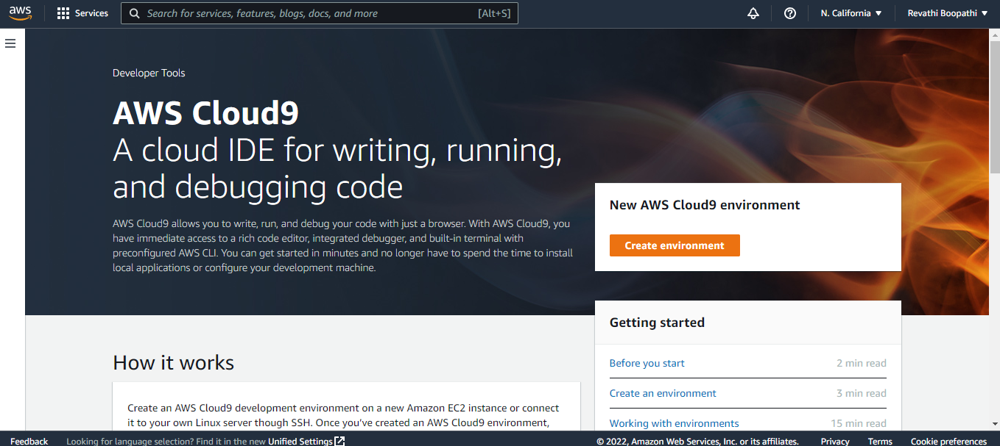 aws
Services
Search for services, features, blogs, docs, and more
[Alt+S]
N. California
Revathi Boopathi
Developer Tools
AWS Cloud9
A cloud IDE for writing, running,
and debugging code
AWS Cloud9 allows you to write, run, and debug your code with just a browser. With AWS Cloud9, you
have immediate access to a rich code editor, integrated debugger, and built-in terminal with
preconfigured AWS CLI. You can get started in minutes and no longer have to spend the time to install
local applications or configure your development machine.
New AWS Cloud9 environment
Create environment
Getting started
Before you start
2 min read
Create an environment
3 min read
Working with environments
15 min read
How it works
Create an AWS Cloud9 development environment on a new Amazon EC2 instance or connect
it to your own Linux server though SSH. Once you've created an AWS Cloud9 environment,
Feedback
Looking for language selection? Find it in the new Unified Settings
© 2022, Amazon Web Services, Inc. or its affiliates.
Privacy
Terms
Cookie preferences